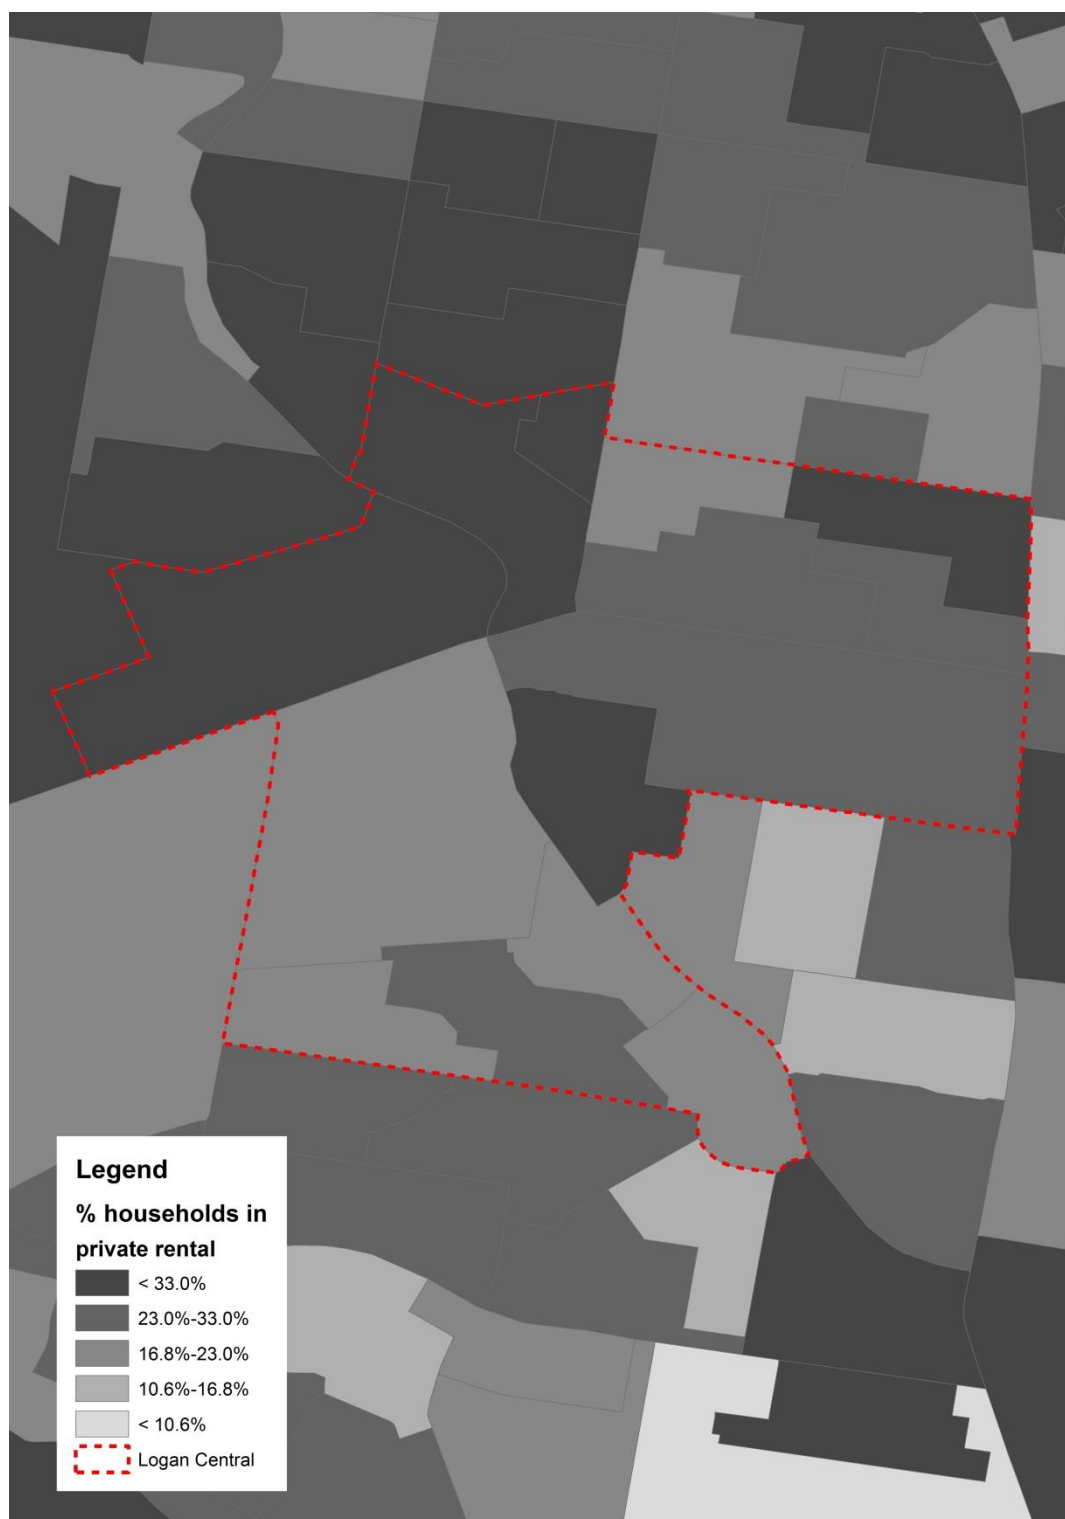 Legend
% households in
private rental
< 33.0%
23.0%-33.0%
16.8%-23.0%
10.6%-16.8%
< 10.6%
Logan Central